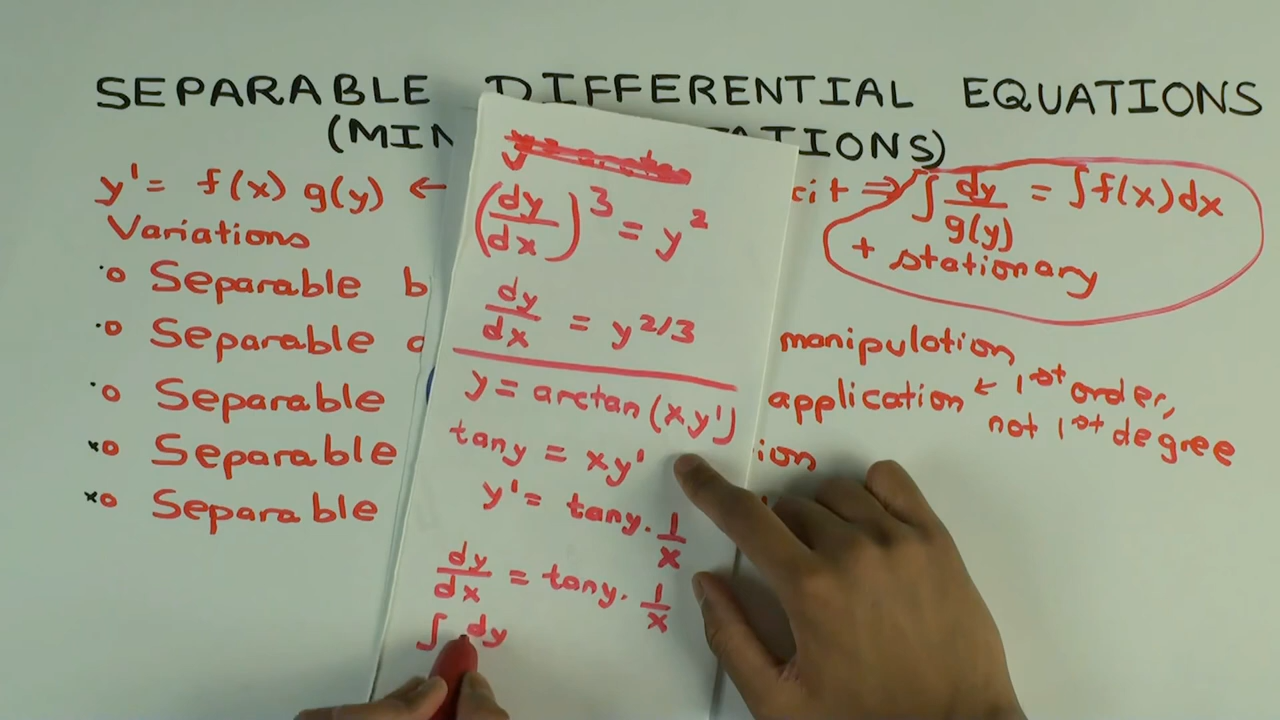 SEPARABLE DIFFERENTIAL EQUATIONS
(MIN TATIONS)
y' = f(x) g(y) ← cit ⇒ ∫ dy/g(y) = ∫f(x)dx
+ stationary
Variations
Separable b
Separable manipulation
Separable application ← 1st order,
not 1st degree
Separable ion
Separable
(dy/dx)³ = y²
dy/dx = y^2/3
y = arctan(xy')
tany = xy'
y' = tany. 1/x
dy/dx = tany. 1/x
∫ dy